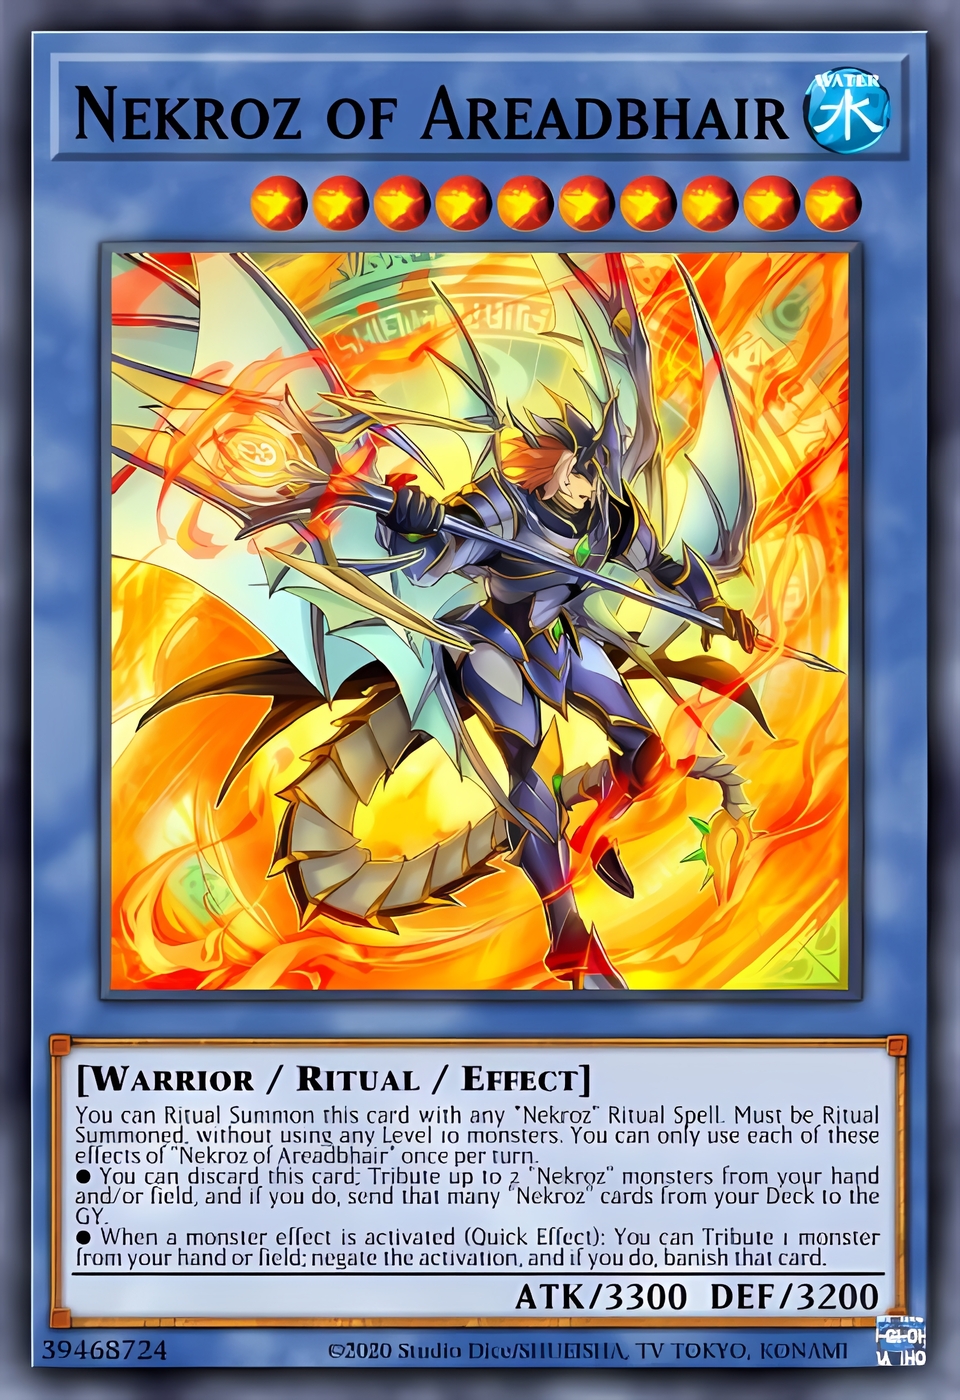 NEKROZ OF AREADBHAIR
WATER
水
[WARRIOR / RITUAL / EFFECT]
You can Ritual Summon this card with any "Nekroz" Ritual Spell. Must be Ritual
Summoned, without using any Level 10 monsters. You can only use each of these
effects of "Nekroz of Areadbhair" once per turn.
● You can discard this card; Tribute up to 2 "Nekroz" monsters from your hand
and/or field, and if you do, send that many "Nekroz" cards from your Deck to the
GY.
● When a monster effect is activated (Quick Effect): You can Tribute 1 monster
from your hand or field; negate the activation, and if you do, banish that card.
ATK/3300 DEF/3200
39468724
©2020 Studio Dice/SHUEISHA, TV TOKYO, KONAMI